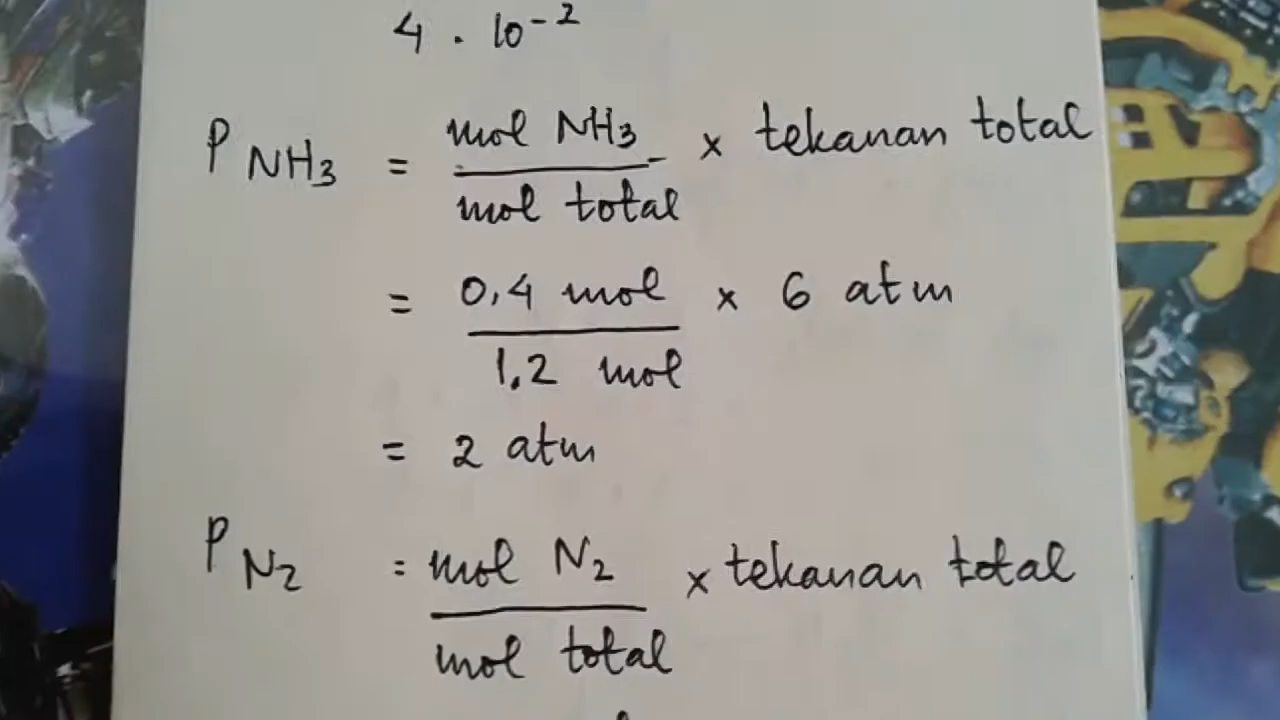 4 . 10⁻²
P NH₃ = mol NH₃ / mol total × tekanan total
= 0,4 mol / 1,2 mol × 6 atm
= 2 atm
P N₂ = mol N₂ / mol total × tekanan total